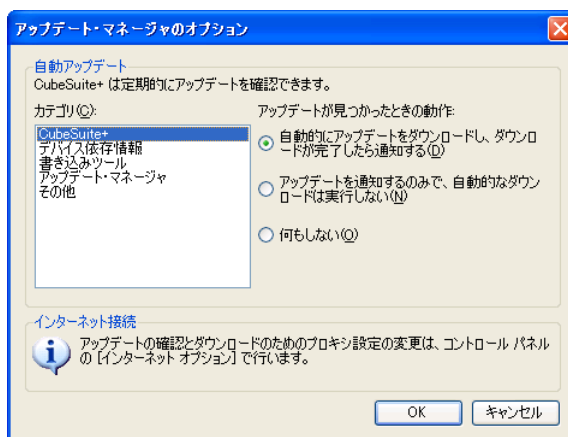 アップデート・マネージャのオプション
自動アップデート
CubeSuite+ は定期的にアップデートを確認できます。
カテゴリ(C):
CubeSuite+
デバイス依存情報
書き込みツール
アップデート・マネージャ
その他
アップデートが見つかったときの動作:
自動的にアップデートをダウンロードし、ダウンロ
ードが完了したら通知する(D)
アップデートを通知するのみで、自動的なダウン
ロードは実行しない(N)
何もしない(O)
インターネット接続
アップデートの確認とダウンロードのためのプロキシ設定の変更は、コントロール パネル
の [インターネット オプション] で行います。
OK
キャンセル